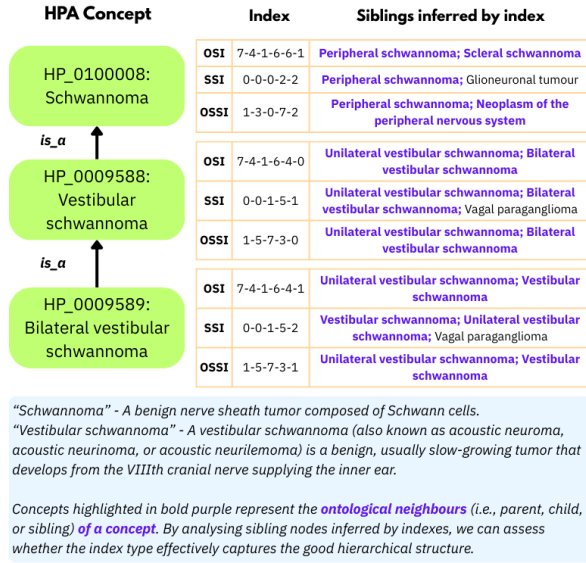 HPA Concept
Index
Siblings inferred by index
HP_0100008:
Schwannoma
OSI 7-4-1-6-6-1 Peripheral schwannoma; Scleral schwannoma
SSI 0-0-0-2-2 Peripheral schwannoma; Glioneuronal tumour
OSSI 1-3-0-7-2 Peripheral schwannoma; Neoplasm of the
peripheral nervous system
is_a
HP_0009588:
Vestibular
schwannoma
OSI 7-4-1-6-4-0 Unilateral vestibular schwannoma; Bilateral
vestibular schwannoma
SSI 0-0-1-5-1 Unilateral vestibular schwannoma; Bilateral
vestibular schwannoma; Vagal paraganglioma
OSSI 1-5-7-3-0 Unilateral vestibular schwannoma; Bilateral
vestibular schwannoma
is_a
HP_0009589:
Bilateral vestibular
schwannoma
OSI 7-4-1-6-4-1 Unilateral vestibular schwannoma; Vestibular
schwannoma
SSI 0-0-1-5-2 Vestibular schwannoma; Unilateral vestibular
schwannoma; Vagal paraganglioma
OSSI 1-5-7-3-1 Unilateral vestibular schwannoma; Vestibular
schwannoma
“Schwannoma” - A benign nerve sheath tumor composed of Schwann cells.
“Vestibular schwannoma” - A vestibular schwannoma (also known as acoustic neuroma,
acoustic neurinoma, or acoustic neurilemoma) is a benign, usually slow-growing tumor that
develops from the VIIIth cranial nerve supplying the inner ear.
Concepts highlighted in bold purple represent the ontological neighbours (i.e., parent, child,
or sibling) of a concept. By analysing sibling nodes inferred by indexes, we can assess
whether the index type effectively captures the good hierarchical structure.